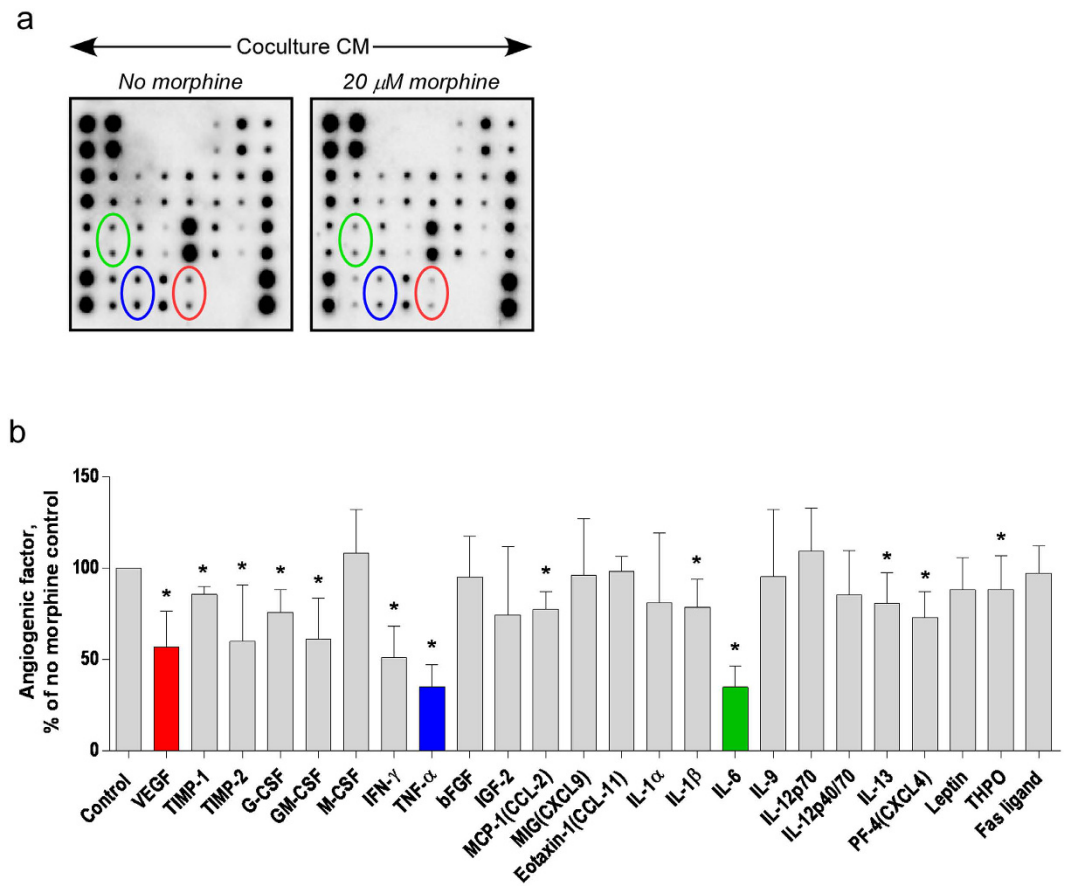 a
Coculture CM
No morphine
20 µM morphine
b
Angiogenic factor,
% of no morphine control
150
100
50
0
Control
VEGF
TIMP-1
TIMP-2
G-CSF
GM-CSF
M-CSF
IFN-γ
TNF-α
bFGF
IGF-2
MCP-1(CCL-2)
MIG(CXCL9)
Eotaxin-1(CCL-11)
IL-1α
IL-1β
IL-6
IL-9
IL-12p70
IL-12p40/70
IL-13
PF-4(CXCL4)
Leptin
THPO
Fas ligand
* * * * * * * * * * * * *